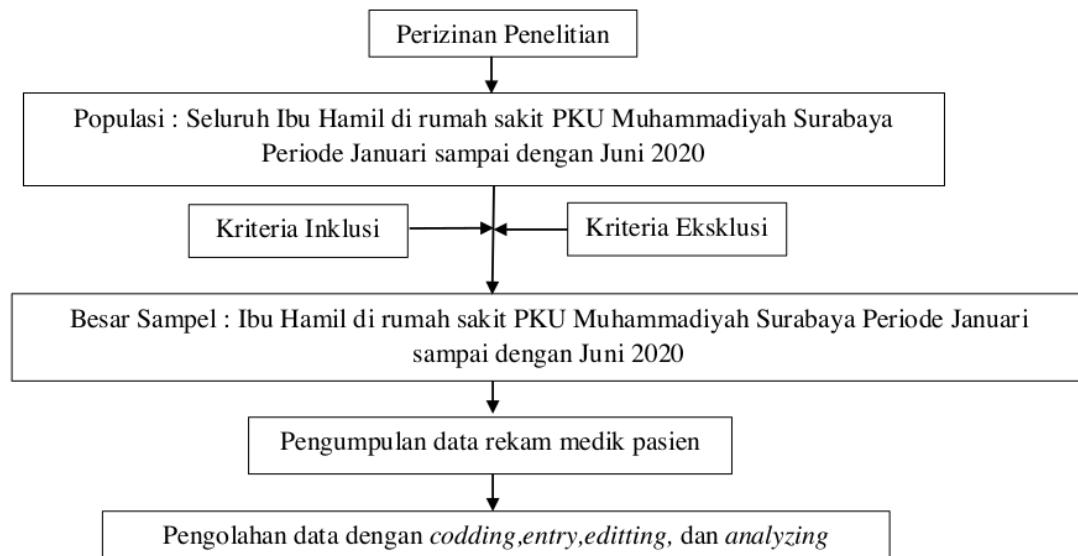 Perizinan Penelitian
Populasi : Seluruh Ibu Hamil di rumah sakit PKU Muhammadiyah Surabaya
Periode Januari sampai dengan Juni 2020
Kriteria Inklusi
Kriteria Eksklusi
Besar Sampel : Ibu Hamil di rumah sakit PKU Muhammadiyah Surabaya Periode Januari
sampai dengan Juni 2020
Pengumpulan data rekam medik pasien
Pengolahan data dengan codding,entry,editting, dan analyzing